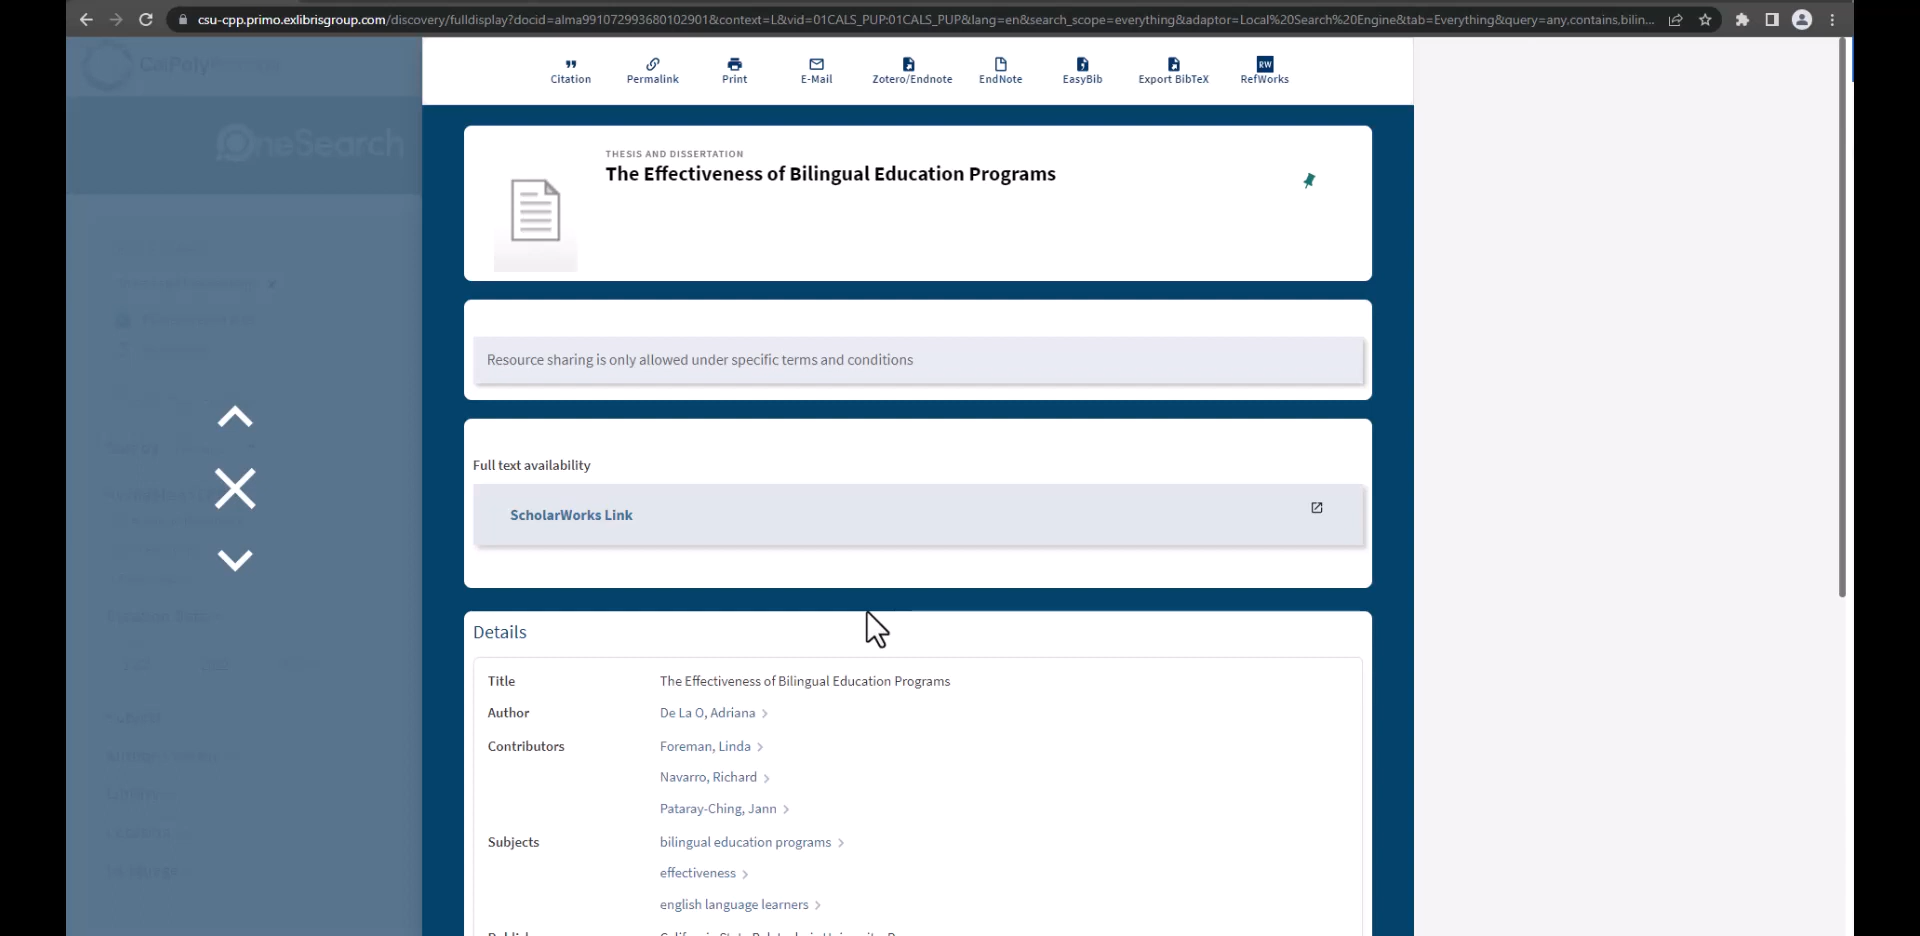 csu-cpp.primo.exlibrisgroup.com/discovery/fulldisplay?docid=alma991072993680102901&context=L&vid=01CALS_PUP:01CALS_PUP&lang=en&search_scope=everything&adaptor=Local%20Search%20Engine&tab=Everything&query=any,contains,bilin...
CalPoly
OneSearch
Citation
Permalink
Print
E-Mail
Zotero/Endnote
EndNote
EasyBib
Export BibTeX
RW
RefWorks
THESIS AND DISSERTATION
The Effectiveness of Bilingual Education Programs
Resource sharing is only allowed under specific terms and conditions
Full text availability
ScholarWorks Link
Details
Title The Effectiveness of Bilingual Education Programs
Author De La O, Adriana
Contributors Foreman, Linda
Navarro, Richard
Pataray-Ching, Jann
Subjects bilingual education programs
effectiveness
english language learners